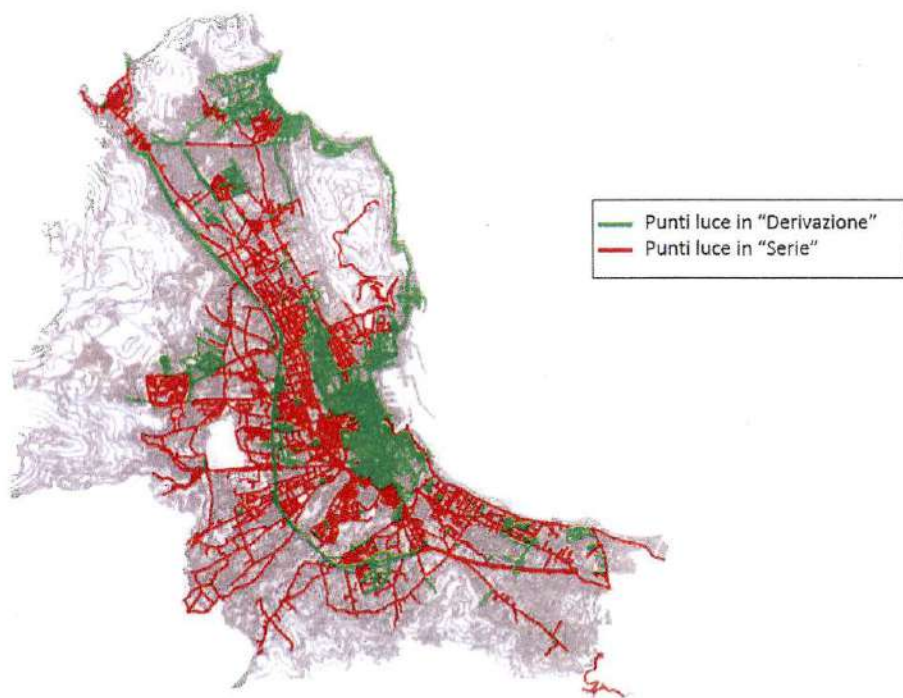 Punti luce in “Derivazione”
Punti luce in “Serie”